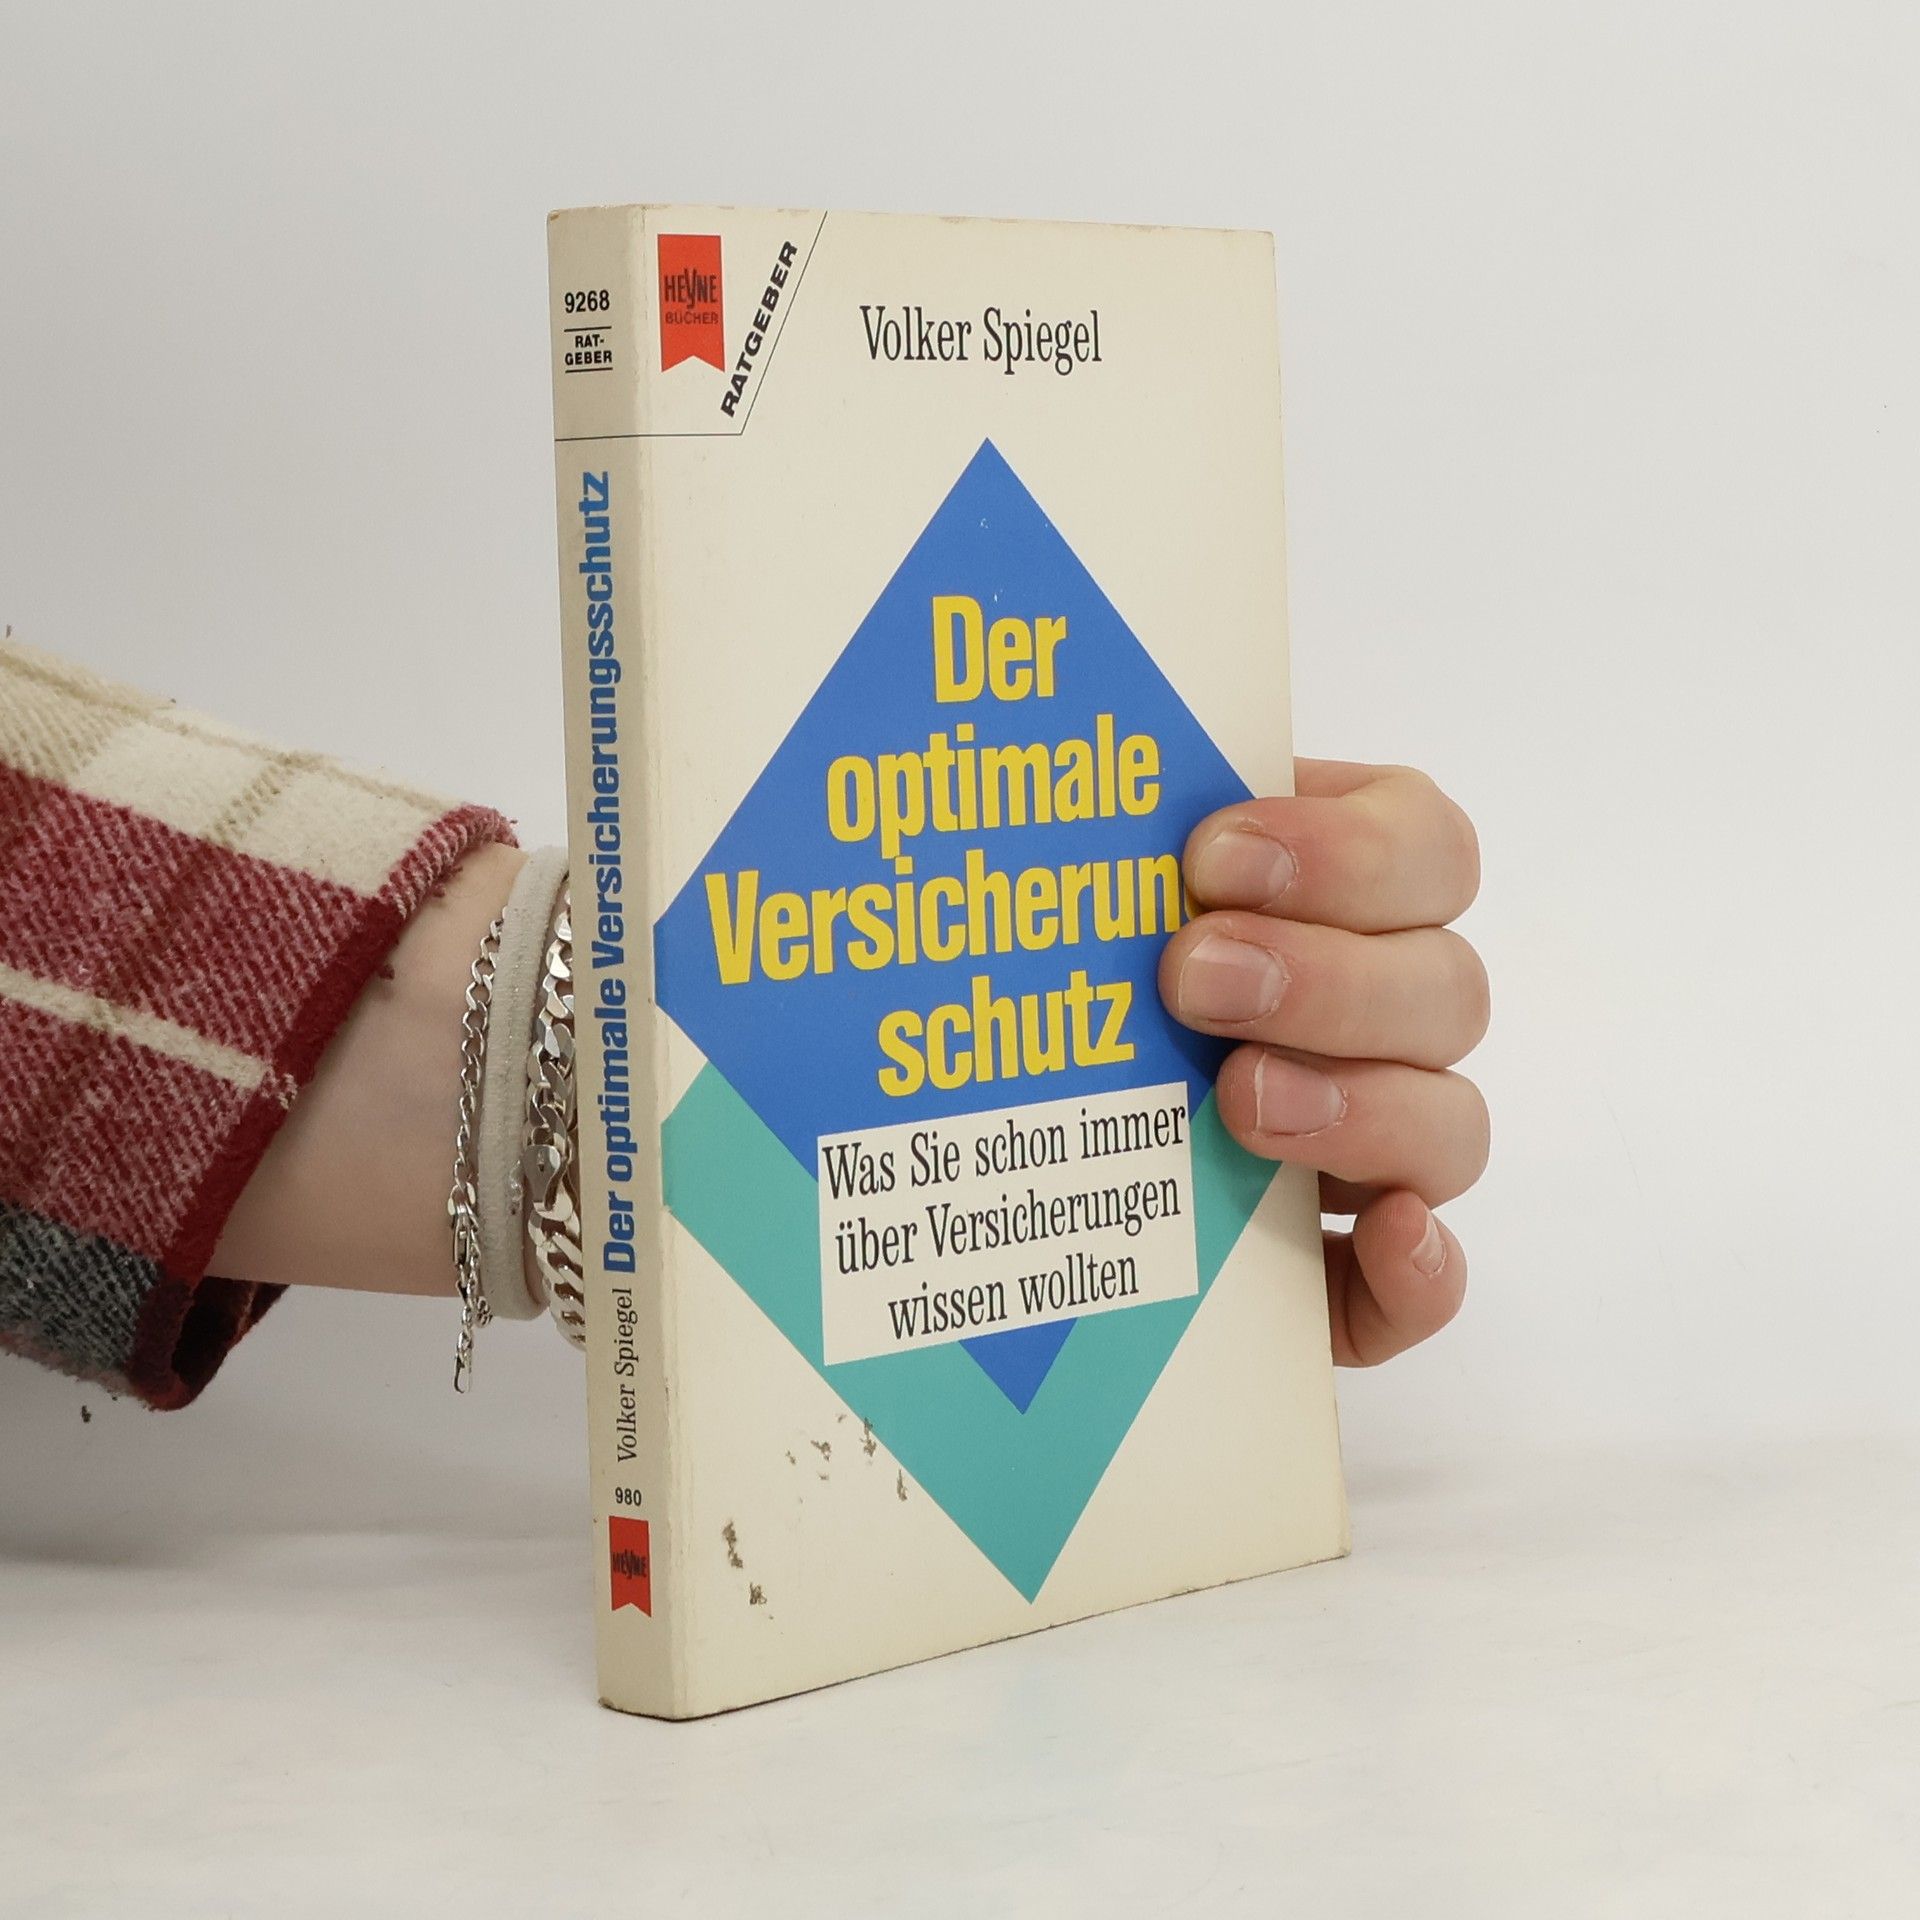 9268
RAT-
GEBER
Volker Spiegel Der optimale Versicherungsschutz
980
HEYNE
HEYNE
BÜCHER
RATGEBER
Volker Spiegel
Der
optimale
Versicherun
schutz
Was Sie schon immer
über Versicherungen
wissen wollten